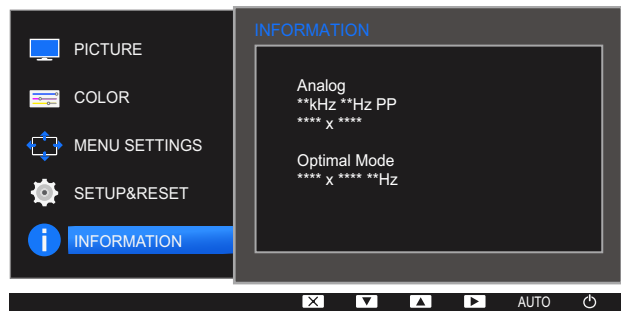 PICTURE
COLOR
MENU SETTINGS
SETUP&RESET
INFORMATION
INFORMATION
Analog
**kHz **Hz PP
**** x ****
Optimal Mode
**** x **** **Hz
AUTO